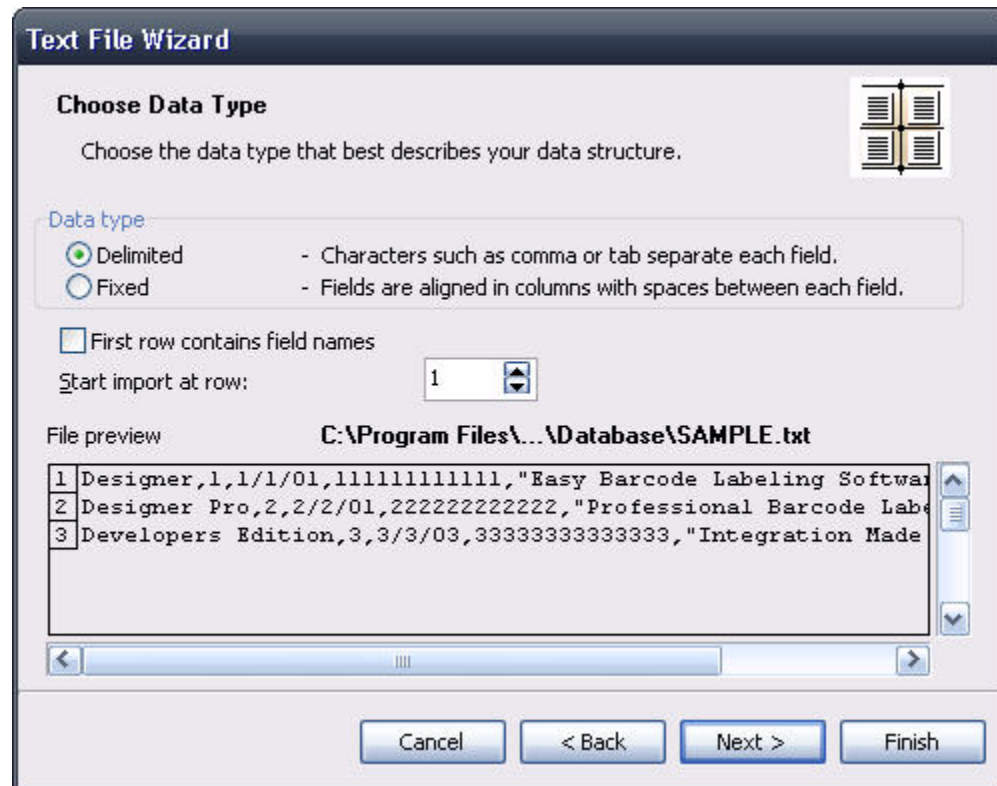 Text File Wizard
Choose Data Type
Choose the data type that best describes your data structure.
Data type
Delimited - Characters such as comma or tab separate each field.
Fixed - Fields are aligned in columns with spaces between each field.
First row contains field names
Start import at row: 1
File preview C:\Program Files\...\Database\SAMPLE.txt
1 Designer,1,1/1/01,111111111111,"Easy Barcode Labeling Softwar
2 Designer Pro,2,2/2/01,222222222222,"Professional Barcode Labe
3 Developers Edition,3,3/3/03,33333333333333,"Integration Made
Cancel < Back Next > Finish